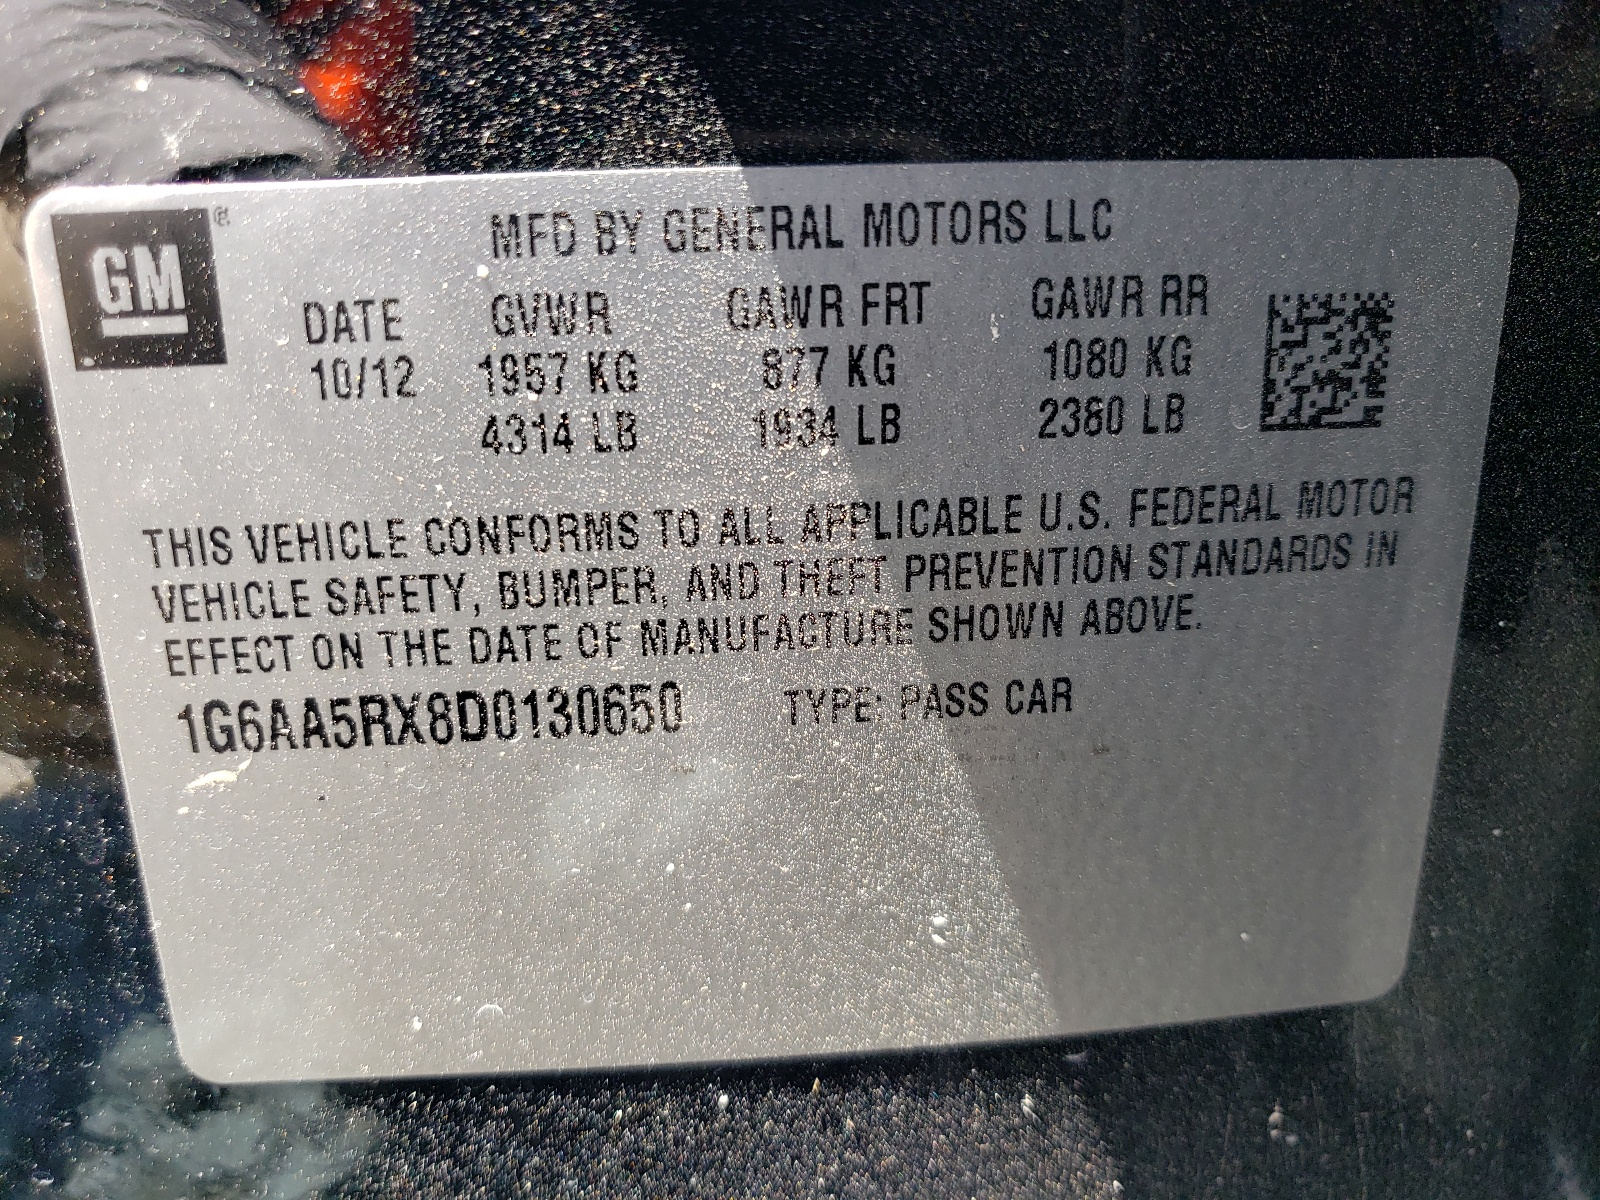 GM®
MFD BY GENERAL MOTORS LLC
DATE GVWR GAWR FRT GAWR RR
10/12 1957 KG 877 KG 1080 KG
4314 LB 1934 LB 2380 LB
THIS VEHICLE CONFORMS TO ALL APPLICABLE U.S. FEDERAL MOTOR
VEHICLE SAFETY, BUMPER, AND THEFT PREVENTION STANDARDS IN
EFFECT ON THE DATE OF MANUFACTURE SHOWN ABOVE.
1G6AA5RX8D0130650 TYPE: PASS CAR